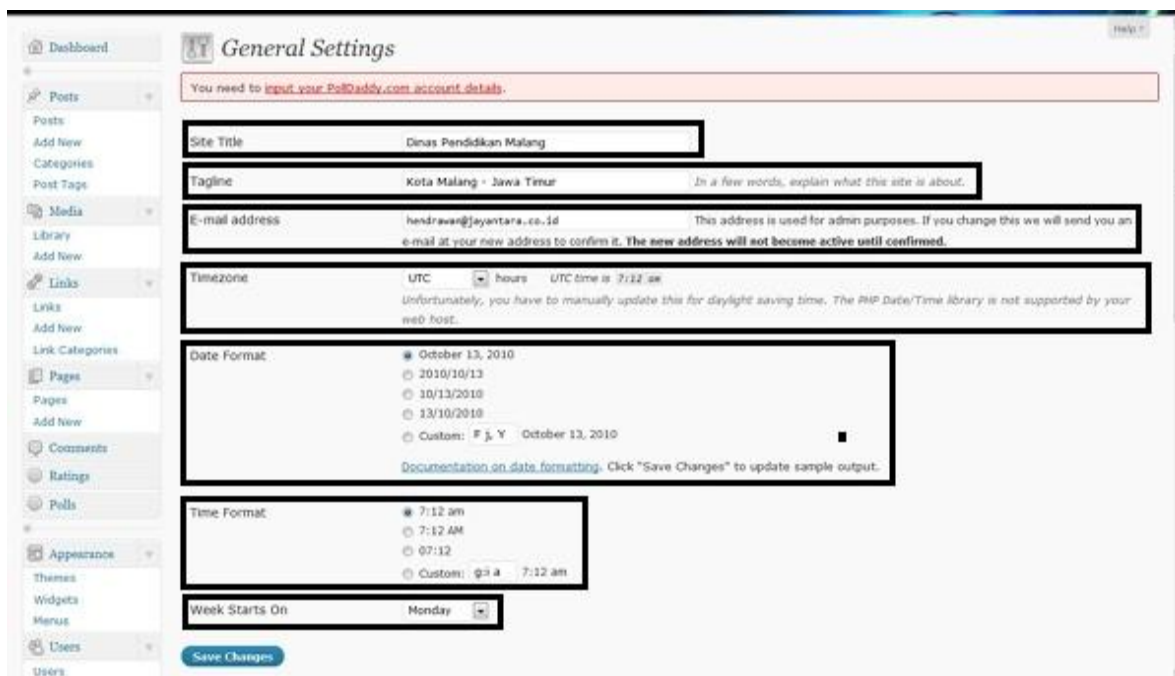 Help
Dashboard
General Settings
You need to input your PollDaddy.com account details.
Posts
Posts
Add New
Categories
Post Tags
Media
Library
Add New
Links
Links
Add New
Link Categories
Pages
Pages
Add New
Comments
Ratings
Polls
Appearance
Themes
Widgets
Menus
Users
Users
Site Title Dinas Pendidikan Malang
Tagline Kota Malang - Jawa Timur In a few words, explain what this site is about.
E-mail address hendrawan@jayantara.co.id This address is used for admin purposes. If you change this we will send you an
e-mail at your new address to confirm it. The new address will not become active until confirmed.
Timezone UTC hours UTC time is 7:12 am
Unfortunately, you have to manually update this for daylight saving time. The PHP Date/Time library is not supported by your
web host.
Date Format October 13, 2010
2010/10/13
10/13/2010
13/10/2010
Custom: F j, Y October 13, 2010
Documentation on date formatting. Click "Save Changes" to update sample output.
Time Format 7:12 am
7:12 AM
07:12
Custom: g:i a 7:12 am
Week Starts On Monday
Save Changes